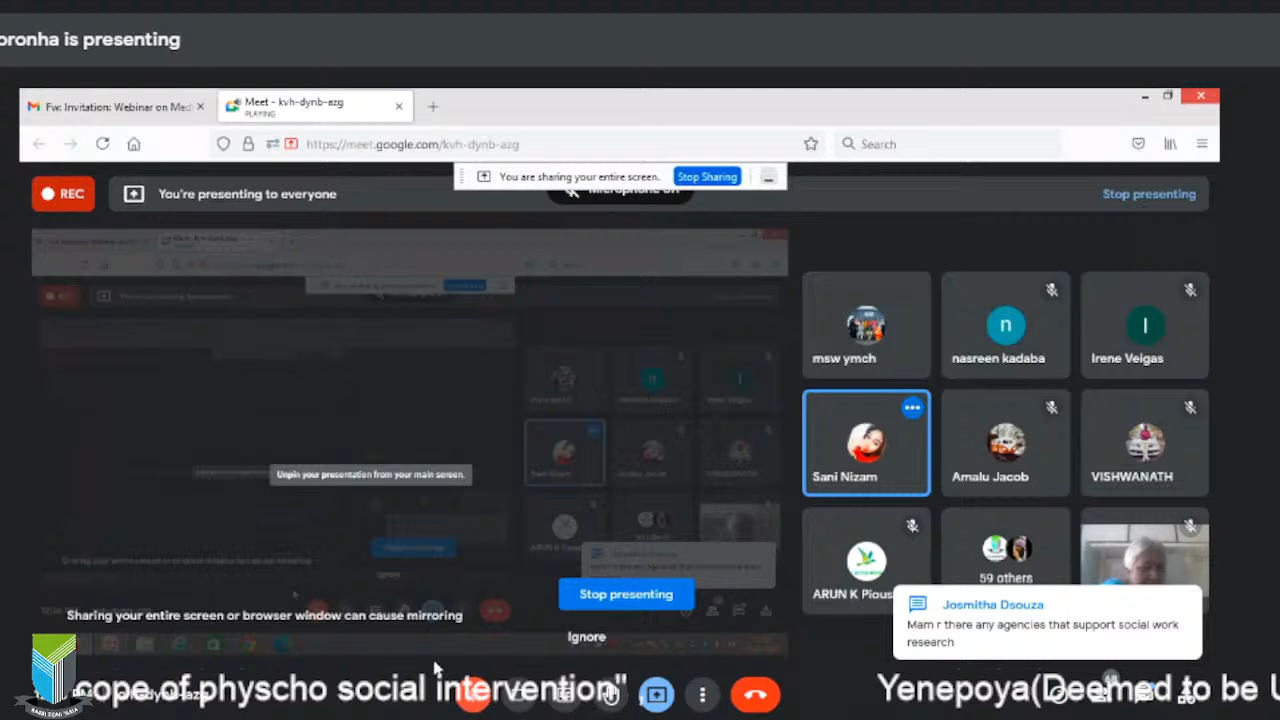 oronha is presenting
Fw: Invitation: Webinar on Med
Meet - kvh-dynb-azg
PLAYING
https://meet.google.com/kvh-dynb-azg
Search
You are sharing your entire screen.
Stop Sharing
REC
You're presenting to everyone
Microphone off
Stop presenting
msw ymch
n
nasreen kadaba
I
Irene Veigas
Sani Nizam
Amalu Jacob
VISHWANATH
Unpin your presentation from your main screen.
ARUN K Pious
59 others
Stop presenting
Sharing your entire screen or browser window can cause mirroring
Ignore
Josmitha Dsouza
Mam r there any agencies that support social work
research
cope of physcho social intervention"
Yenepoya(Deemed to be U